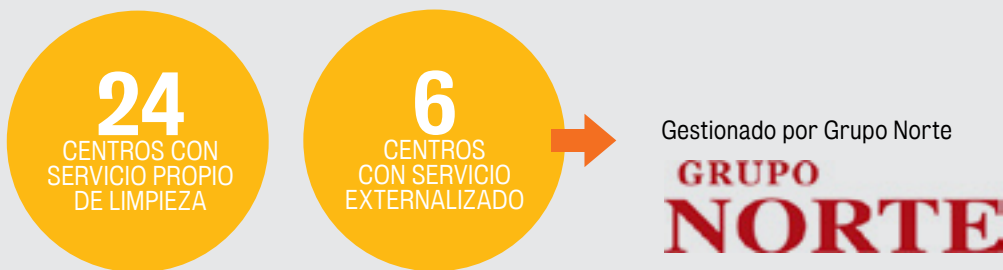 24
CENTROS CON
SERVICIO PROPIO
DE LIMPIEZA
6
CENTROS
CON SERVICIO
EXTERNALIZADO
Gestionado por Grupo Norte
GRUPO
NORTE